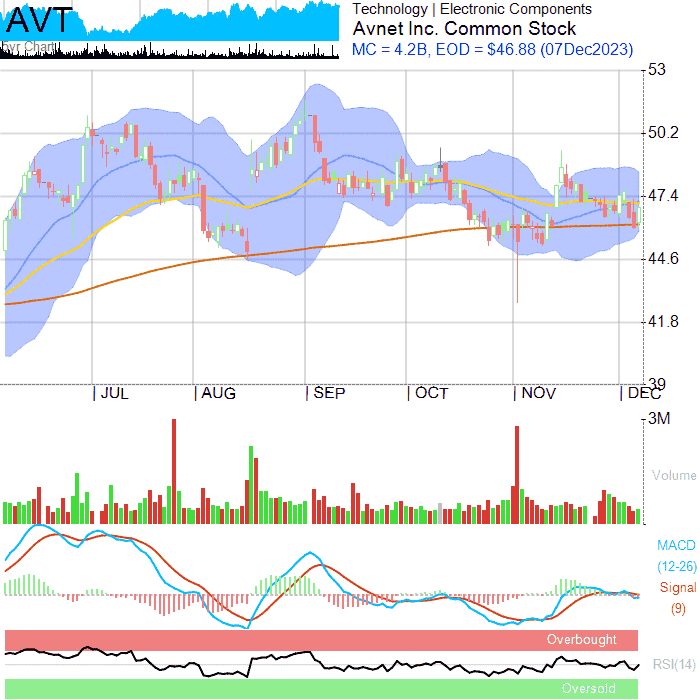 AVT
5yr Chart
Technology | Electronic Components
Avnet Inc. Common Stock
MC = 4.2B, EOD = $46.88 (07Dec2023)
53
50.2
47.4
44.6
41.8
39
JUL
AUG
SEP
OCT
NOV
DEC
3M
Volume
MACD
(12-26)
Signal
(9)
Overbought
RSI(14)
Oversold